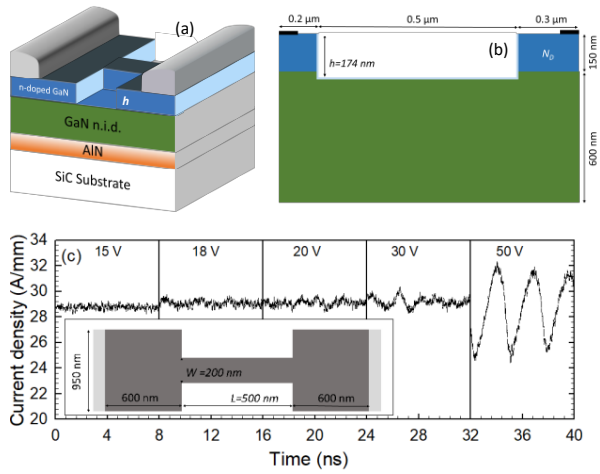 (a)
n-doped GaN
h
GaN n.i.d.
AlN
SiC Substrate
0.2 µm
0.5 µm
0.3 µm
(b)
h=174 nm
N_D
150 nm
600 nm
(c)
15 V
18 V
20 V
30 V
50 V
Current density (A/mm)
34
32
30
28
26
24
22
20
950 nm
W =200 nm
600 nm
L=500 nm
600 nm
0 4 8 12 16 20 24 28 32 36 40
Time (ns)